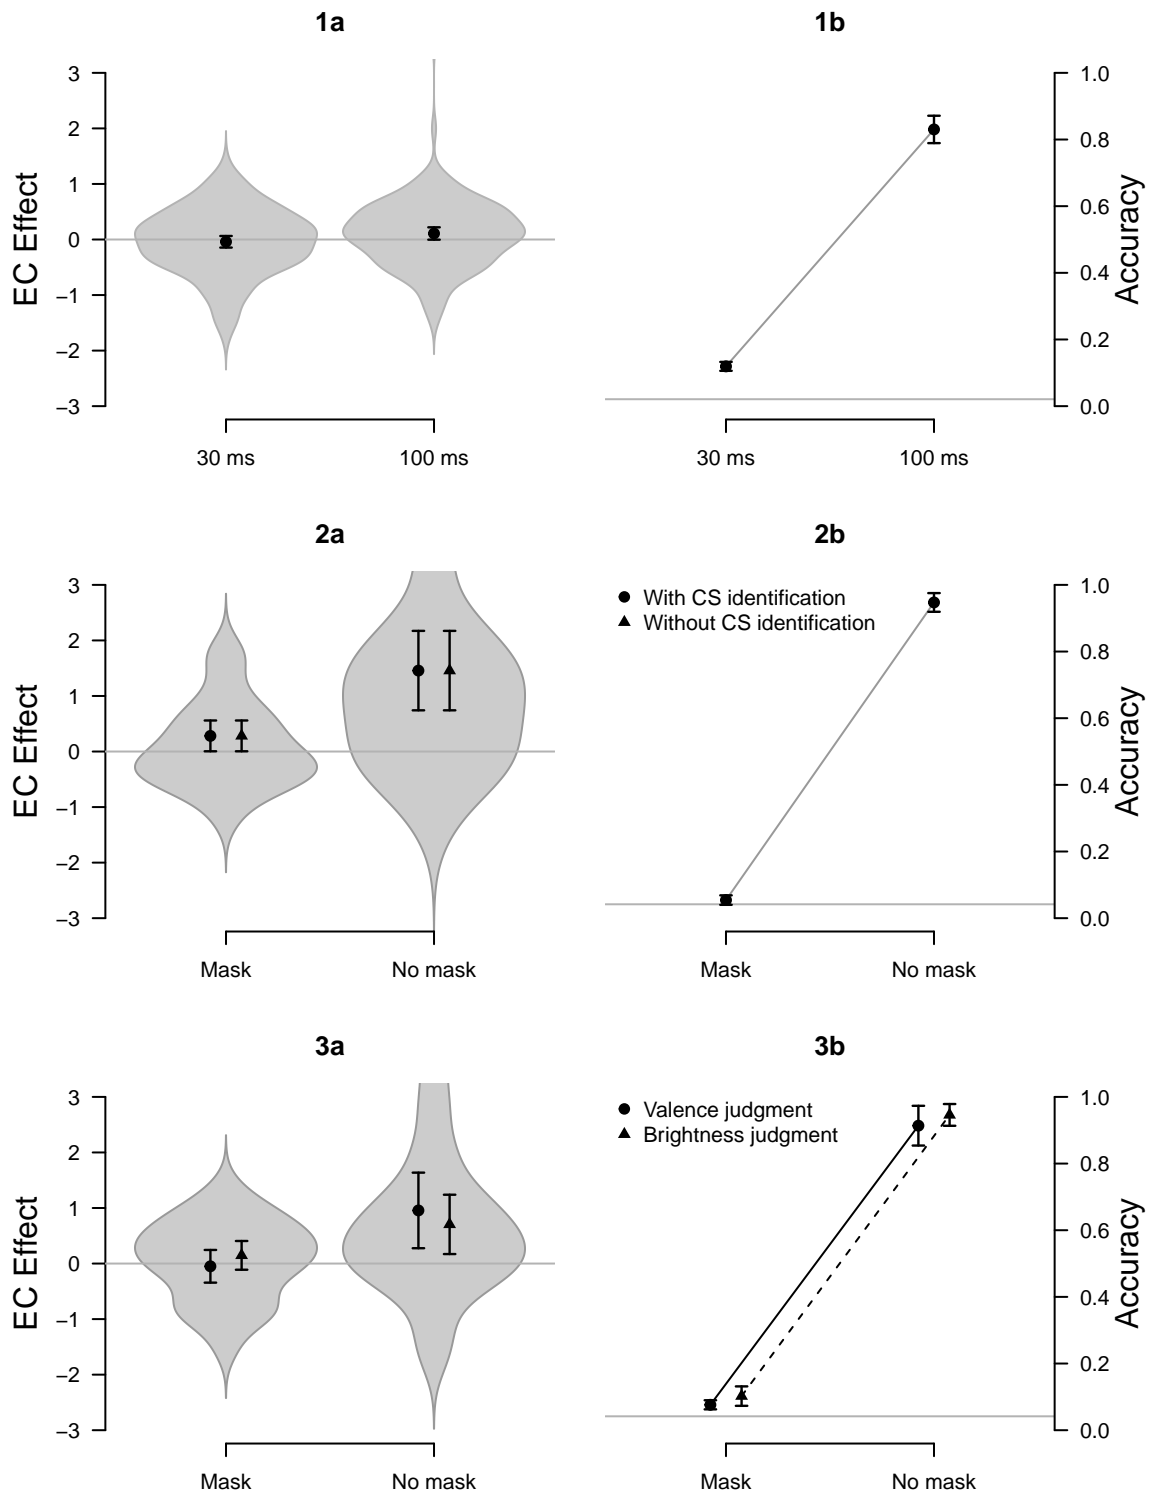 1a
1b
EC Effect
3
2
1
0
−1
−2
−3
30 ms
100 ms
30 ms
100 ms
1.0
0.8
0.6
0.4
0.2
0.0
Accuracy
2a
2b
EC Effect
3
2
1
0
−1
−2
−3
Mask
No mask
With CS identification
Without CS identification
Mask
No mask
1.0
0.8
0.6
0.4
0.2
0.0
Accuracy
3a
3b
EC Effect
3
2
1
0
−1
−2
−3
Mask
No mask
Valence judgment
Brightness judgment
Mask
No mask
1.0
0.8
0.6
0.4
0.2
0.0
Accuracy